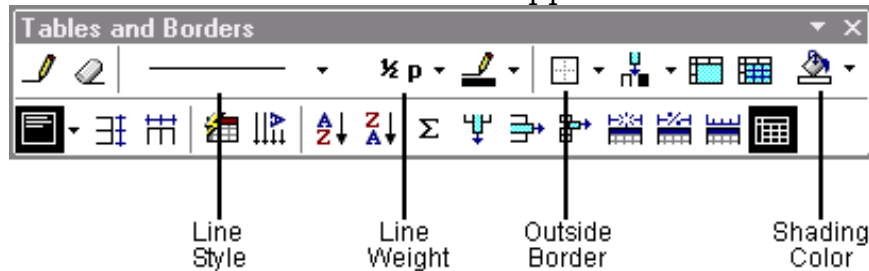 Tables and Borders
½ p
A
Z
Z
A
Σ
Line Style
Line Weight
Outside Border
Shading Color